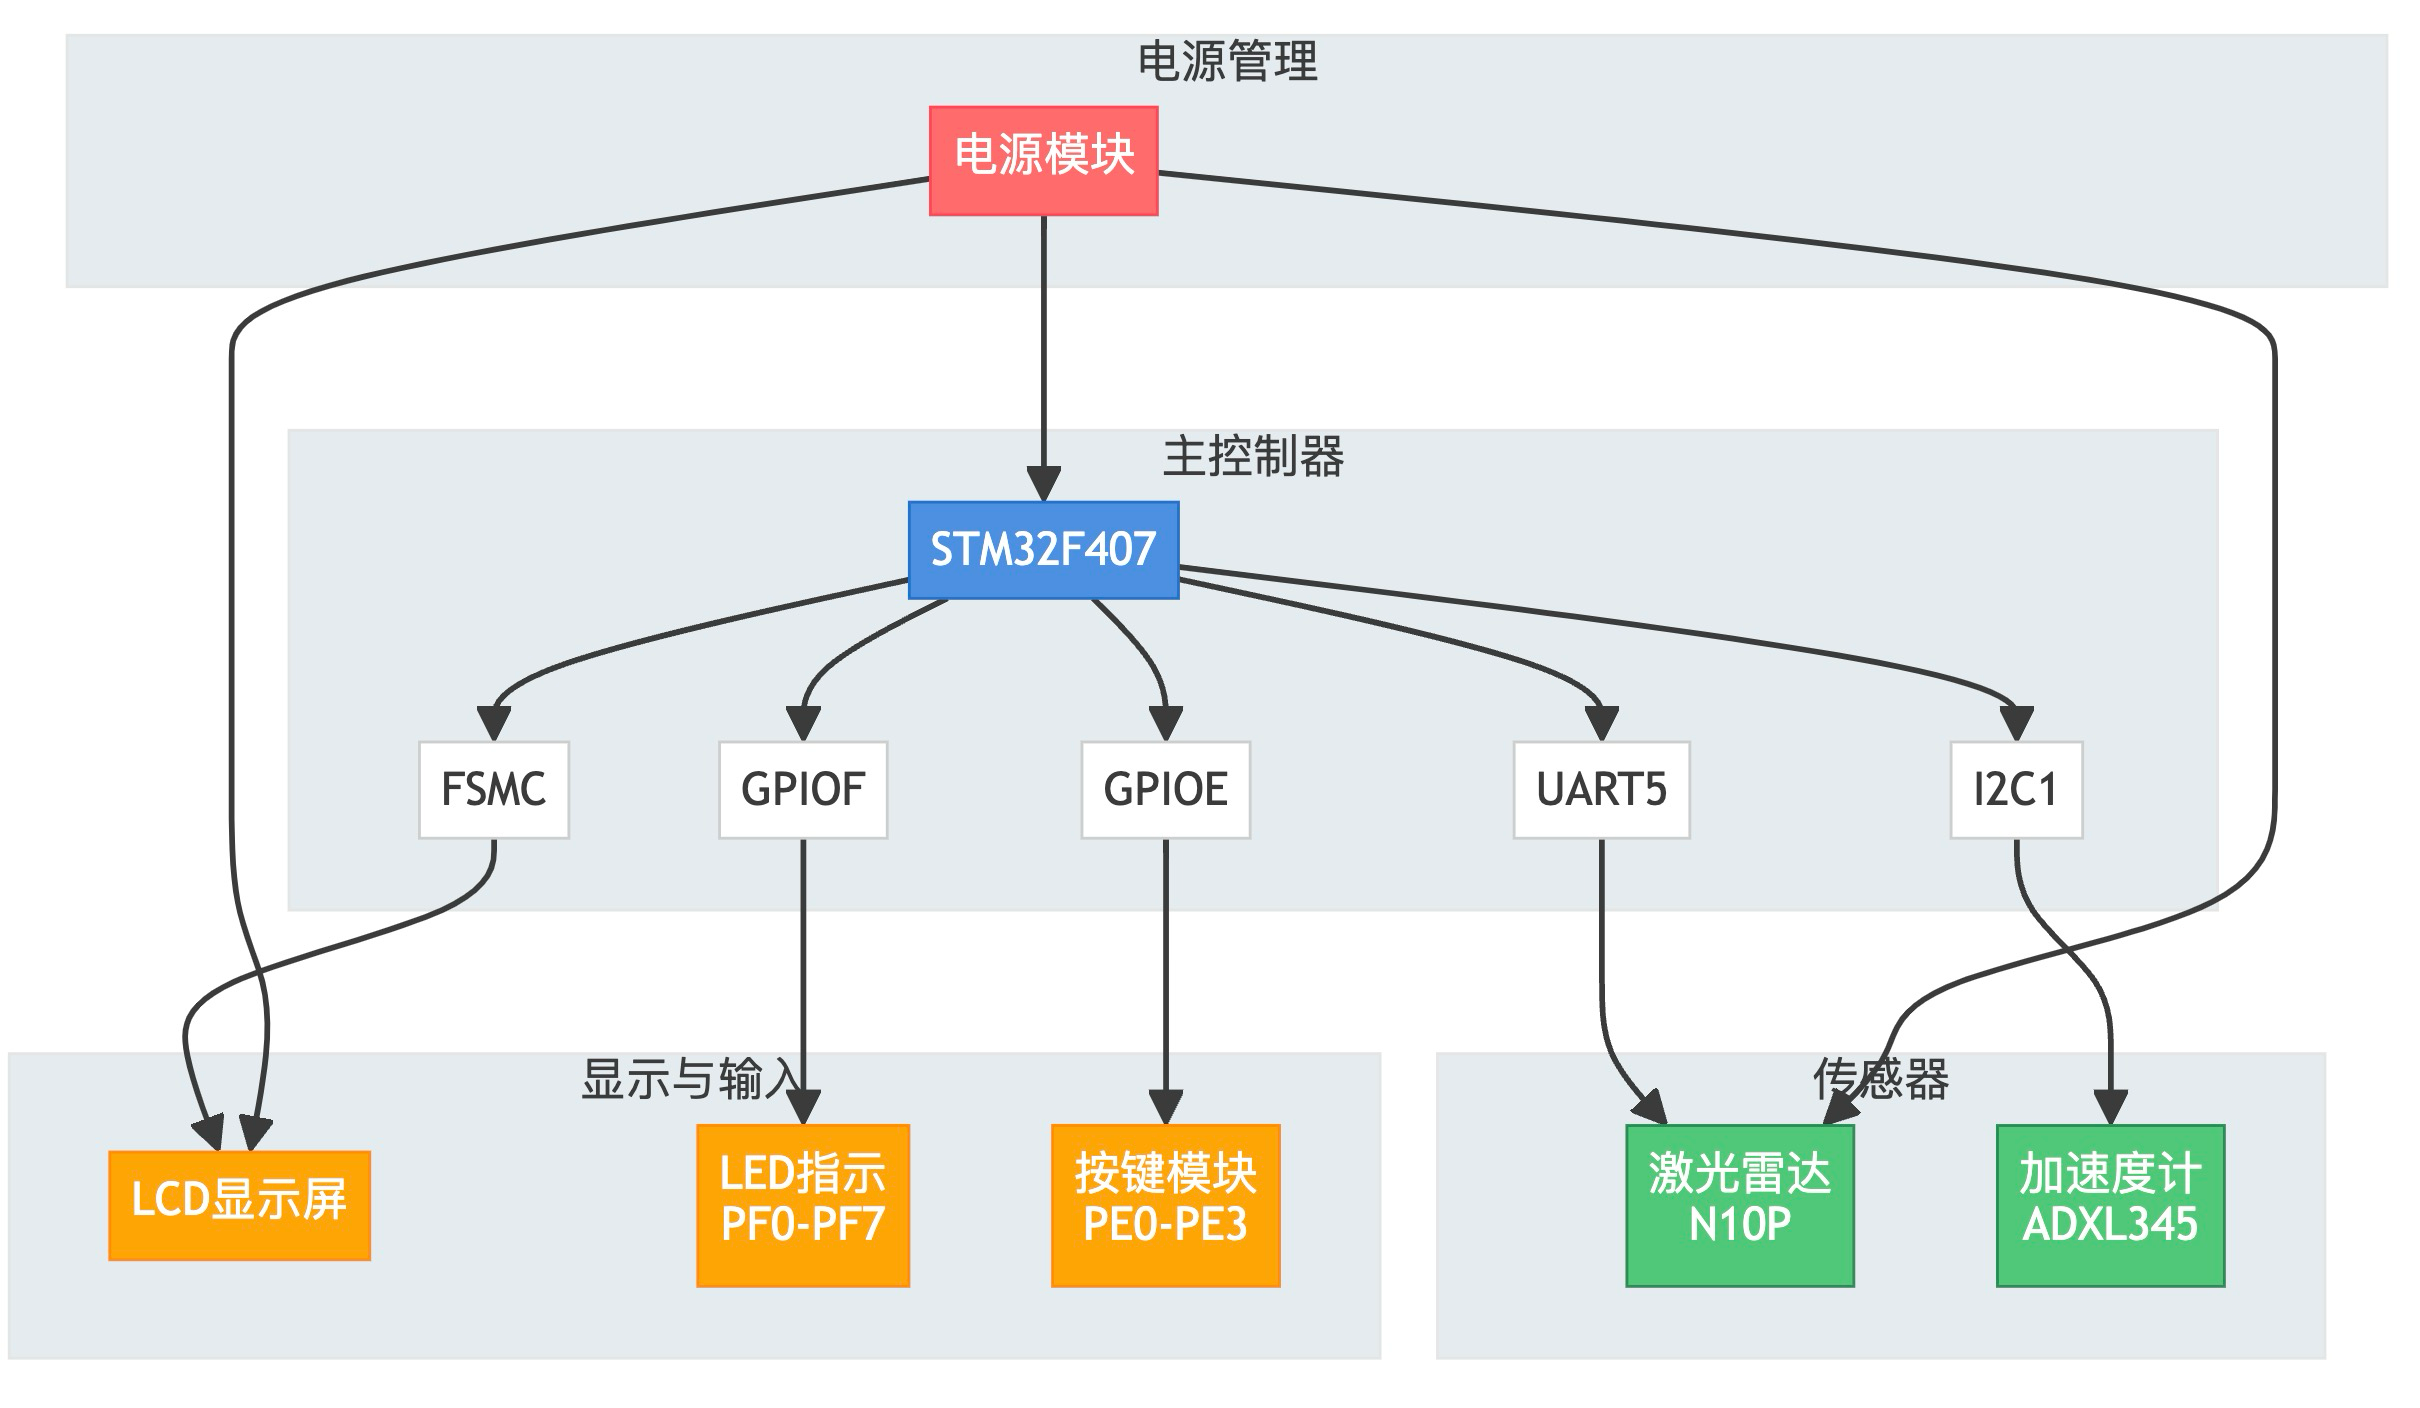 电源管理
电源模块
主控制器
STM32F407
FSMC
GPIOF
GPIOE
UART5
I2C1
显示与输入
传感器
LCD显示屏
LED指示
PF0-PF7
按键模块
PE0-PE3
激光雷达
N10P
加速度计
ADXL345